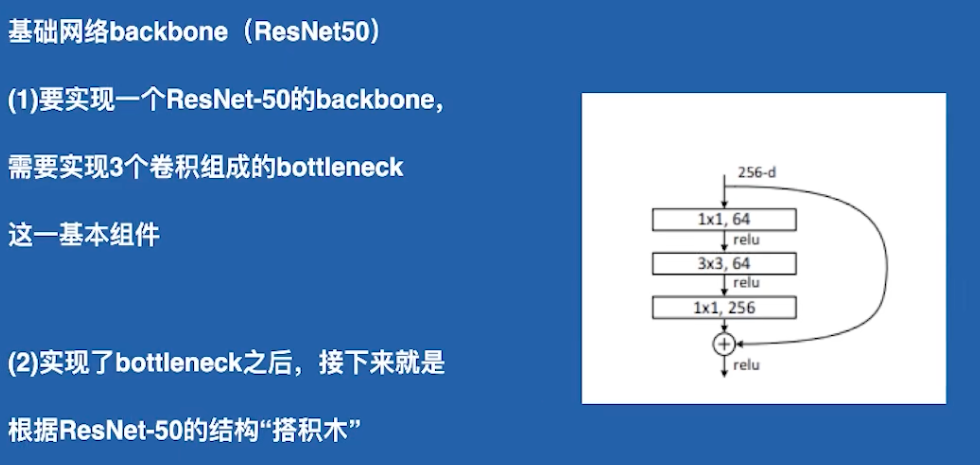 基础网络backbone（ResNet50）
(1)要实现一个ResNet-50的backbone，
需要实现3个卷积组成的bottleneck
这一基本组件
(2)实现了bottleneck之后，接下来就是
根据ResNet-50的结构“搭积木”
256-d
1x1, 64
relu
3x3, 64
relu
1x1, 256
+
relu